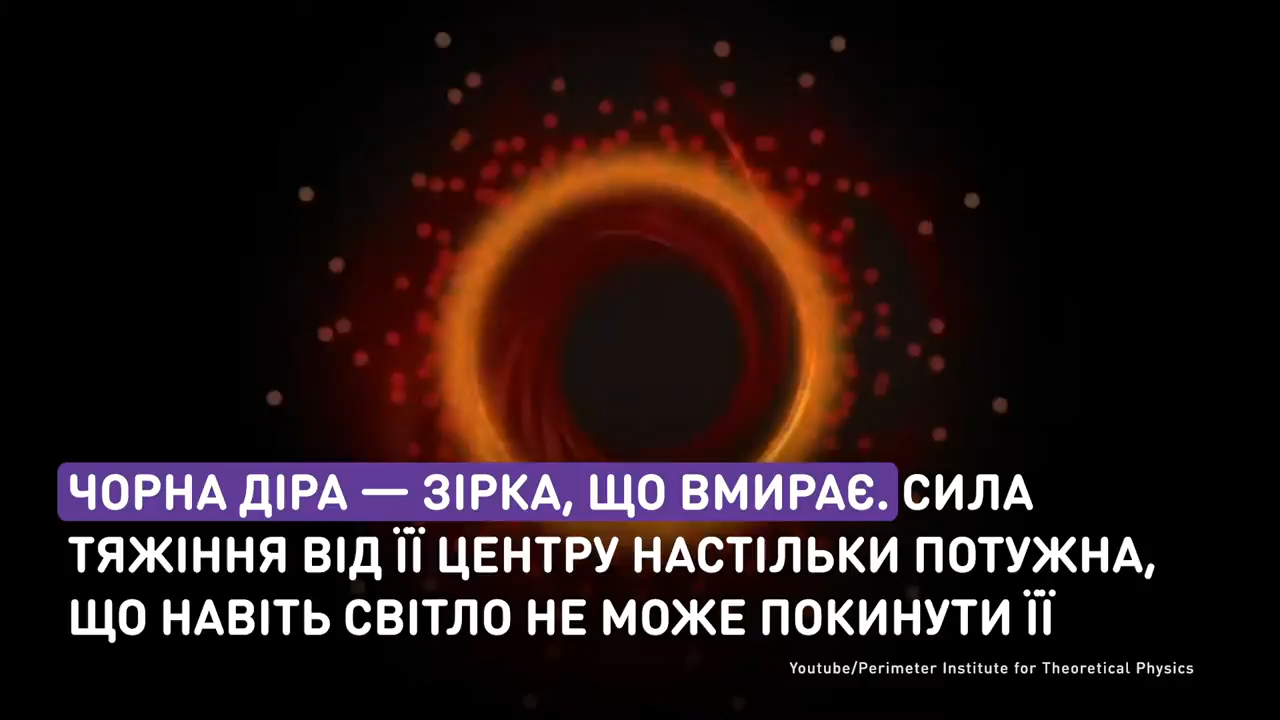 ЧОРНА ДІРА — ЗІРКА, ЩО ВМИРАЄ. СИЛА
ТЯЖІННЯ ВІД ЇЇ ЦЕНТРУ НАСТІЛЬКИ ПОТУЖНА,
ЩО НАВІТЬ СВІТЛО НЕ МОЖЕ ПОКИНУТИ ЇЇ
Youtube/Perimeter Institute for Theoretical Physics